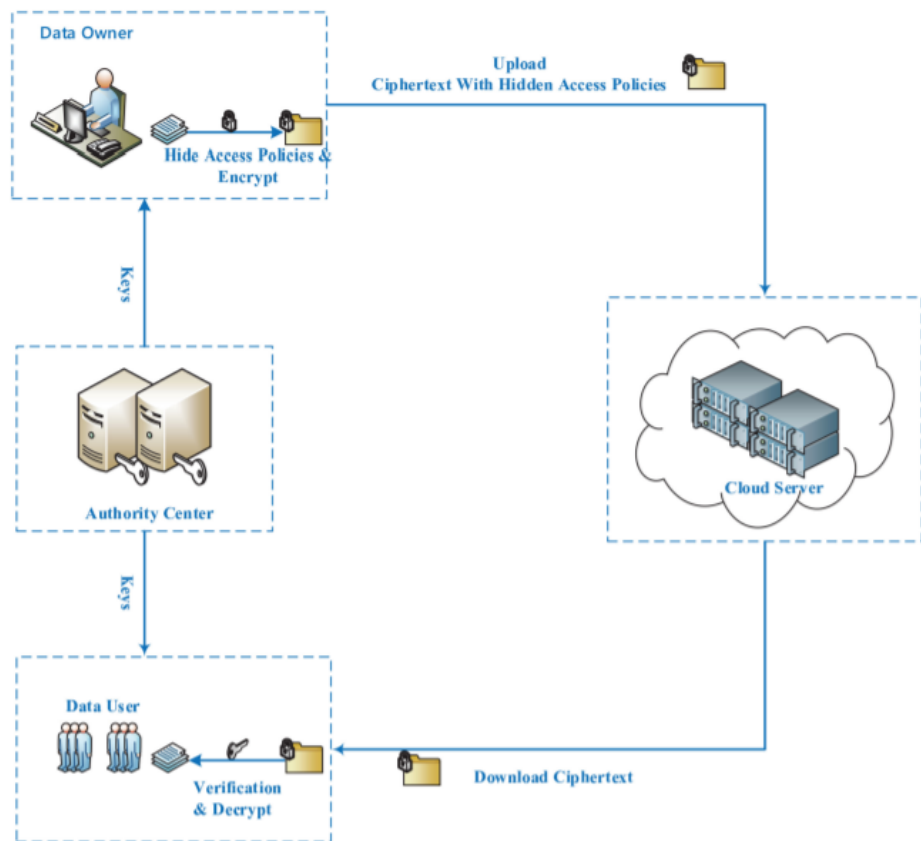 Data Owner
Upload
Ciphertext With Hidden Access Policies
Hide Access Policies &
Encrypt
Keys
Authority Center
Cloud Server
Keys
Data User
Verification
& Decrypt
Download Ciphertext